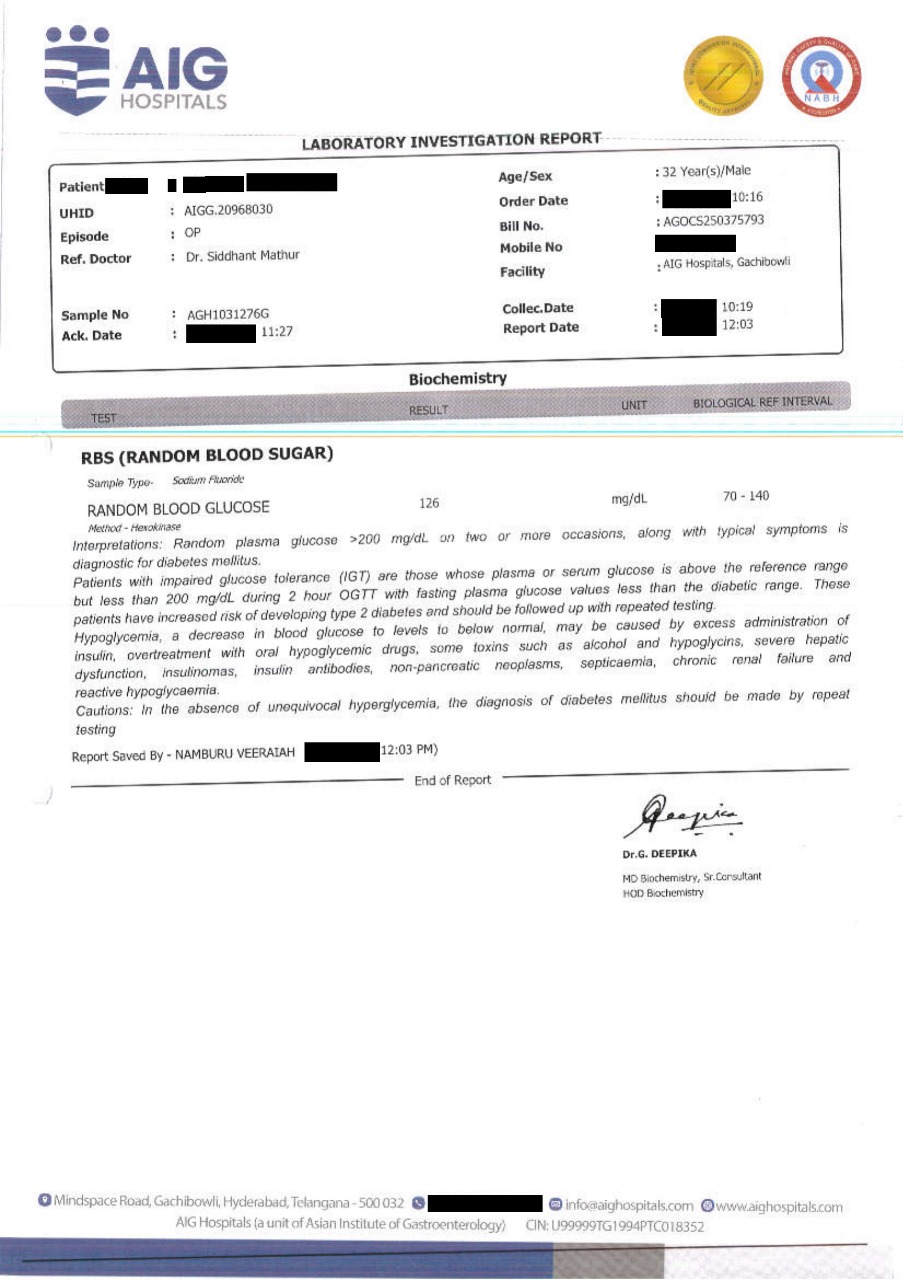 AIG
HOSPITALS
NABH
LABORATORY INVESTIGATION REPORT
Patient
UHID : AIGG.20968030
Episode : OP
Ref. Doctor : Dr. Siddhant Mathur
Sample No : AGH1031276G
Ack. Date : 11:27
Age/Sex : 32 Year(s)/Male
Order Date : 10:16
Bill No. : AGOCS250375793
Mobile No
Facility : AIG Hospitals, Gachibowli
Collec.Date : 10:19
Report Date : 12:03
Biochemistry
TEST RESULT UNIT BIOLOGICAL REF INTERVAL
RBS (RANDOM BLOOD SUGAR)
Sample Type- Sodium Fluoride
RANDOM BLOOD GLUCOSE 126 mg/dL 70 - 140
Method - Hexokinase
Interpretations: Random plasma glucose >200 mg/dL on two or more occasions, along with typical symptoms is
diagnostic for diabetes mellitus.
Patients with impaired glucose tolerance (IGT) are those whose plasma or serum glucose is above the reference range
but less than 200 mg/dL during 2 hour OGTT with fasting plasma glucose values less than the diabetic range. These
patients have increased risk of developing type 2 diabetes and should be followed up with repeated testing.
Hypoglycemia, a decrease in blood glucose to levels to below normal, may be caused by excess administration of
insulin, overtreatment with oral hypoglycemic drugs, some toxins such as alcohol and hypoglycins, severe hepatic
dysfunction, insulinomas, insulin antibodies, non-pancreatic neoplasms, septicaemia, chronic renal failure and
reactive hypoglycaemia.
Cautions: In the absence of unequivocal hyperglycemia, the diagnosis of diabetes mellitus should be made by repeat
testing
Report Saved By - NAMBURU VEERAIAH 12:03 PM)
End of Report
Deepika
Dr.G. DEEPIKA
MD Biochemistry, Sr.Consultant
HOD Biochemistry
Mindspace Road, Gachibowli, Hyderabad, Telangana - 500 032 info@aighospitals.com www.aighospitals.com
AIG Hospitals (a unit of Asian Institute of Gastroenterology) CIN: U99999TG1994PTC018352